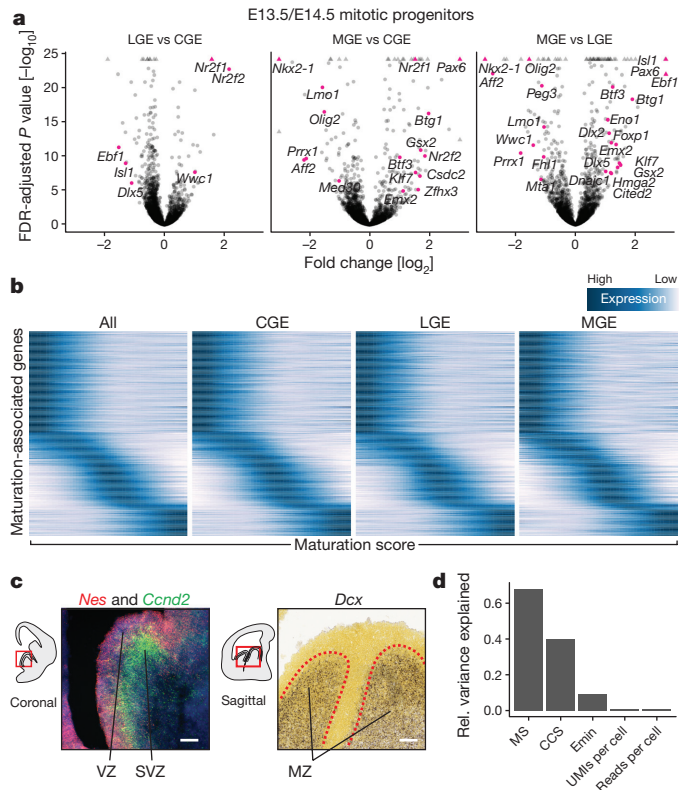 a
E13.5/E14.5 mitotic progenitors
LGE vs CGE
MGE vs CGE
MGE vs LGE
FDR-adjusted P value [−log10]
25
20
15
10
5
0
Nr2f1
Nr2f2
Ebf1
Isl1
Dlx5
Wwc1
Nkx2-1
Nr2f1
Pax6
Lmo1
Olig2
Btg1
Gsx2
Prrx1
Nr2f2
Aff2
Btf3
Klf7
Csdc2
Med30
Emx2
Zfhx3
Nkx2-1
Olig2
Isl1
Pax6
Aff2
Ebf1
Peg3
Btf3
Btg1
Lmo1
Eno1
Dlx2
Foxp1
Wwc1
Emx2
Prrx1
Fhl1
Dlx5
Klf7
Gsx2
Mta1
Dnajc1
Hmga2
Cited2
−2 0 2
−2 0 2
−2 0 2
Fold change [log2]
b
High Low
Expression
All
CGE
LGE
MGE
Maturation-associated genes
Maturation score
c
Nes and Ccnd2
Dcx
Coronal
Sagittal
VZ
SVZ
MZ
d
Rel. variance explained
0.6
0.4
0.2
0.0
MS
CCS
Emin
UMIs per cell
Reads per cell